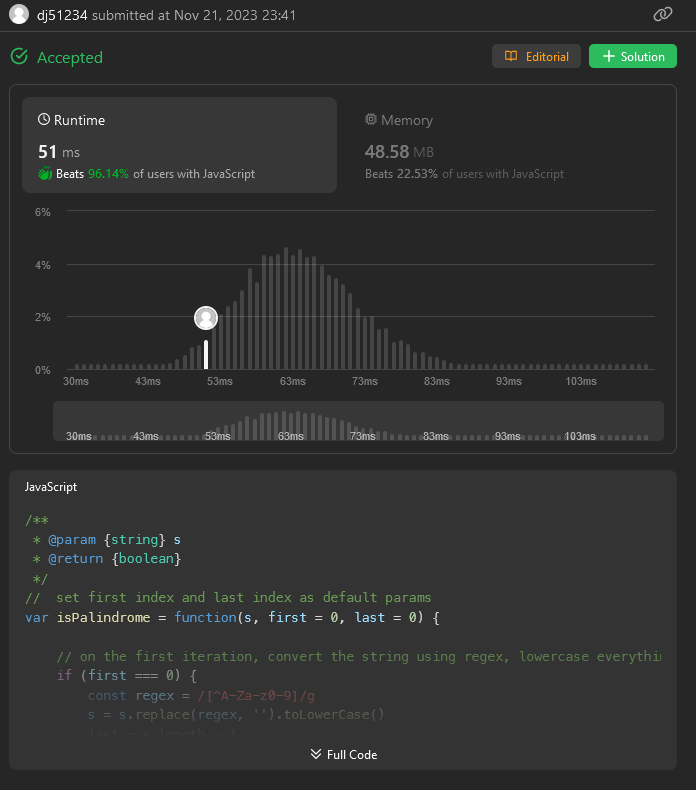 dj51234 submitted at Nov 21, 2023 23:41
Accepted
Editorial
Solution
Runtime
Memory
51 ms
48.58 MB
Beats 96.14% of users with JavaScript
Beats 22.53% of users with JavaScript
6%
4%
2%
0%
30ms 43ms 53ms 63ms 73ms 83ms 93ms 103ms
30ms 43ms 53ms 63ms 73ms 83ms 93ms 103ms
JavaScript
/**
 * @param {string} s
 * @return {boolean}
 */
//  set first index and last index as default params
var isPalindrome = function(s, first = 0, last = 0) {
    // on the first iteration, convert the string using regex, lowercase everythin
    if (first === 0) {
        const regex = /[^A-Za-z0-9]/g
        s = s.replace(regex, '').toLowerCase()
        last = s.length
Full Code